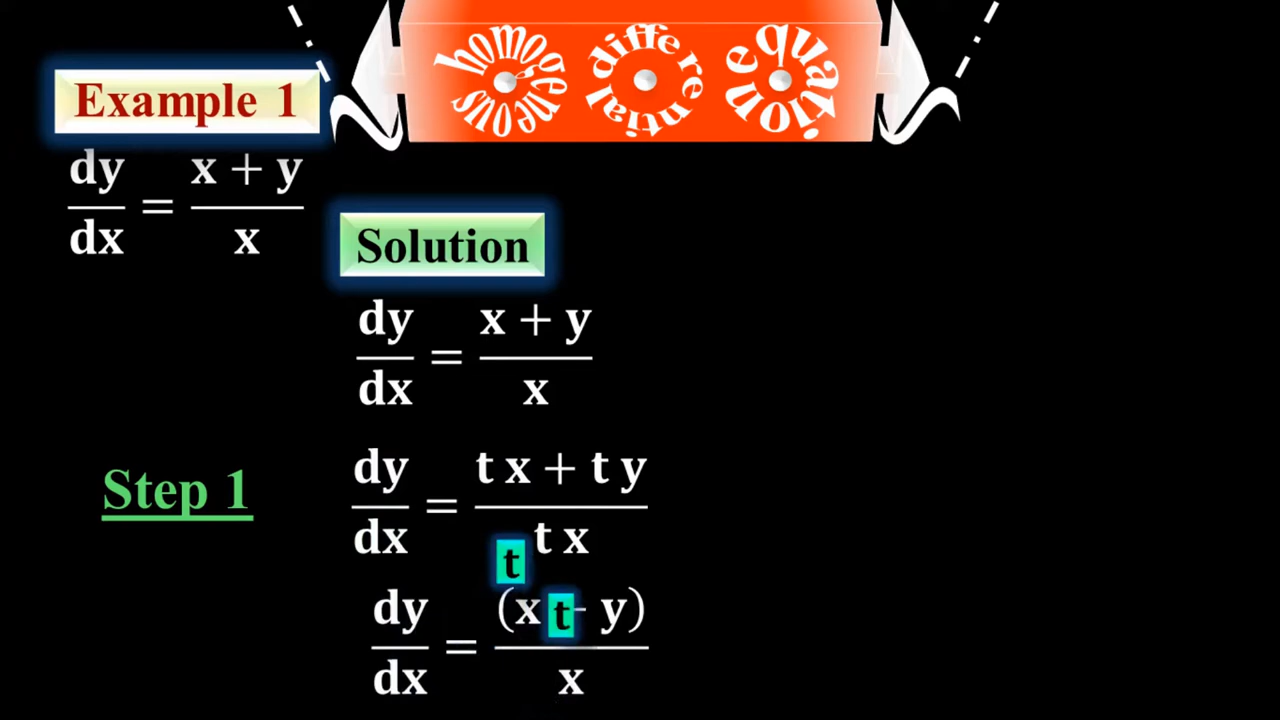 homogeneous differential equation
Example 1
dy/dx = x + y/x
Solution
dy/dx = x + y/x
Step 1
dy/dx = t x + t y/t x
t
dy/dx = (x t - y)/x